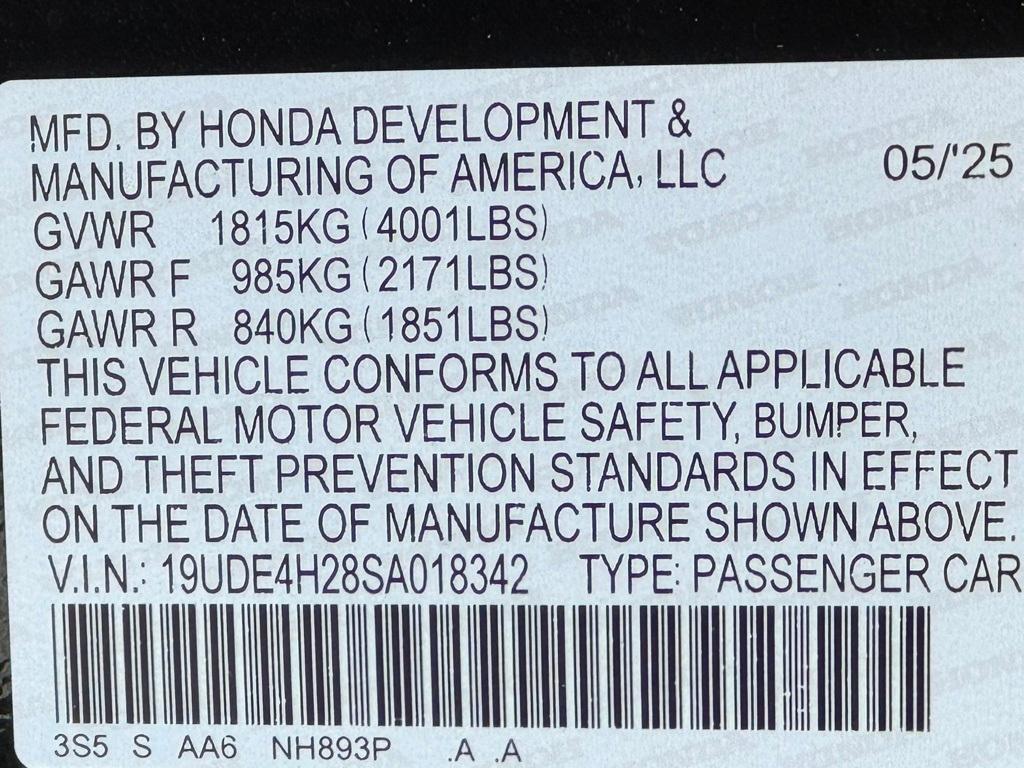 MFD. BY HONDA DEVELOPMENT &
MANUFACTURING OF AMERICA, LLC 05/'25
GVWR 1815KG (4001LBS)
GAWR F 985KG (2171LBS)
GAWR R 840KG (1851LBS)
THIS VEHICLE CONFORMS TO ALL APPLICABLE
FEDERAL MOTOR VEHICLE SAFETY, BUMPER,
AND THEFT PREVENTION STANDARDS IN EFFECT
ON THE DATE OF MANUFACTURE SHOWN ABOVE.
V.I.N.: 19UDE4H28SA018342 TYPE: PASSENGER CAR
3S5 S AA6 NH893P .A .A